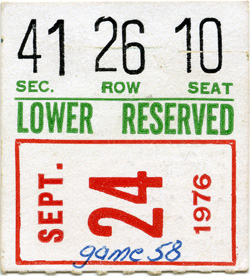 41 26 10
SEC. ROW SEAT
LOWER RESERVED
SEPT. 24 1976
game 58